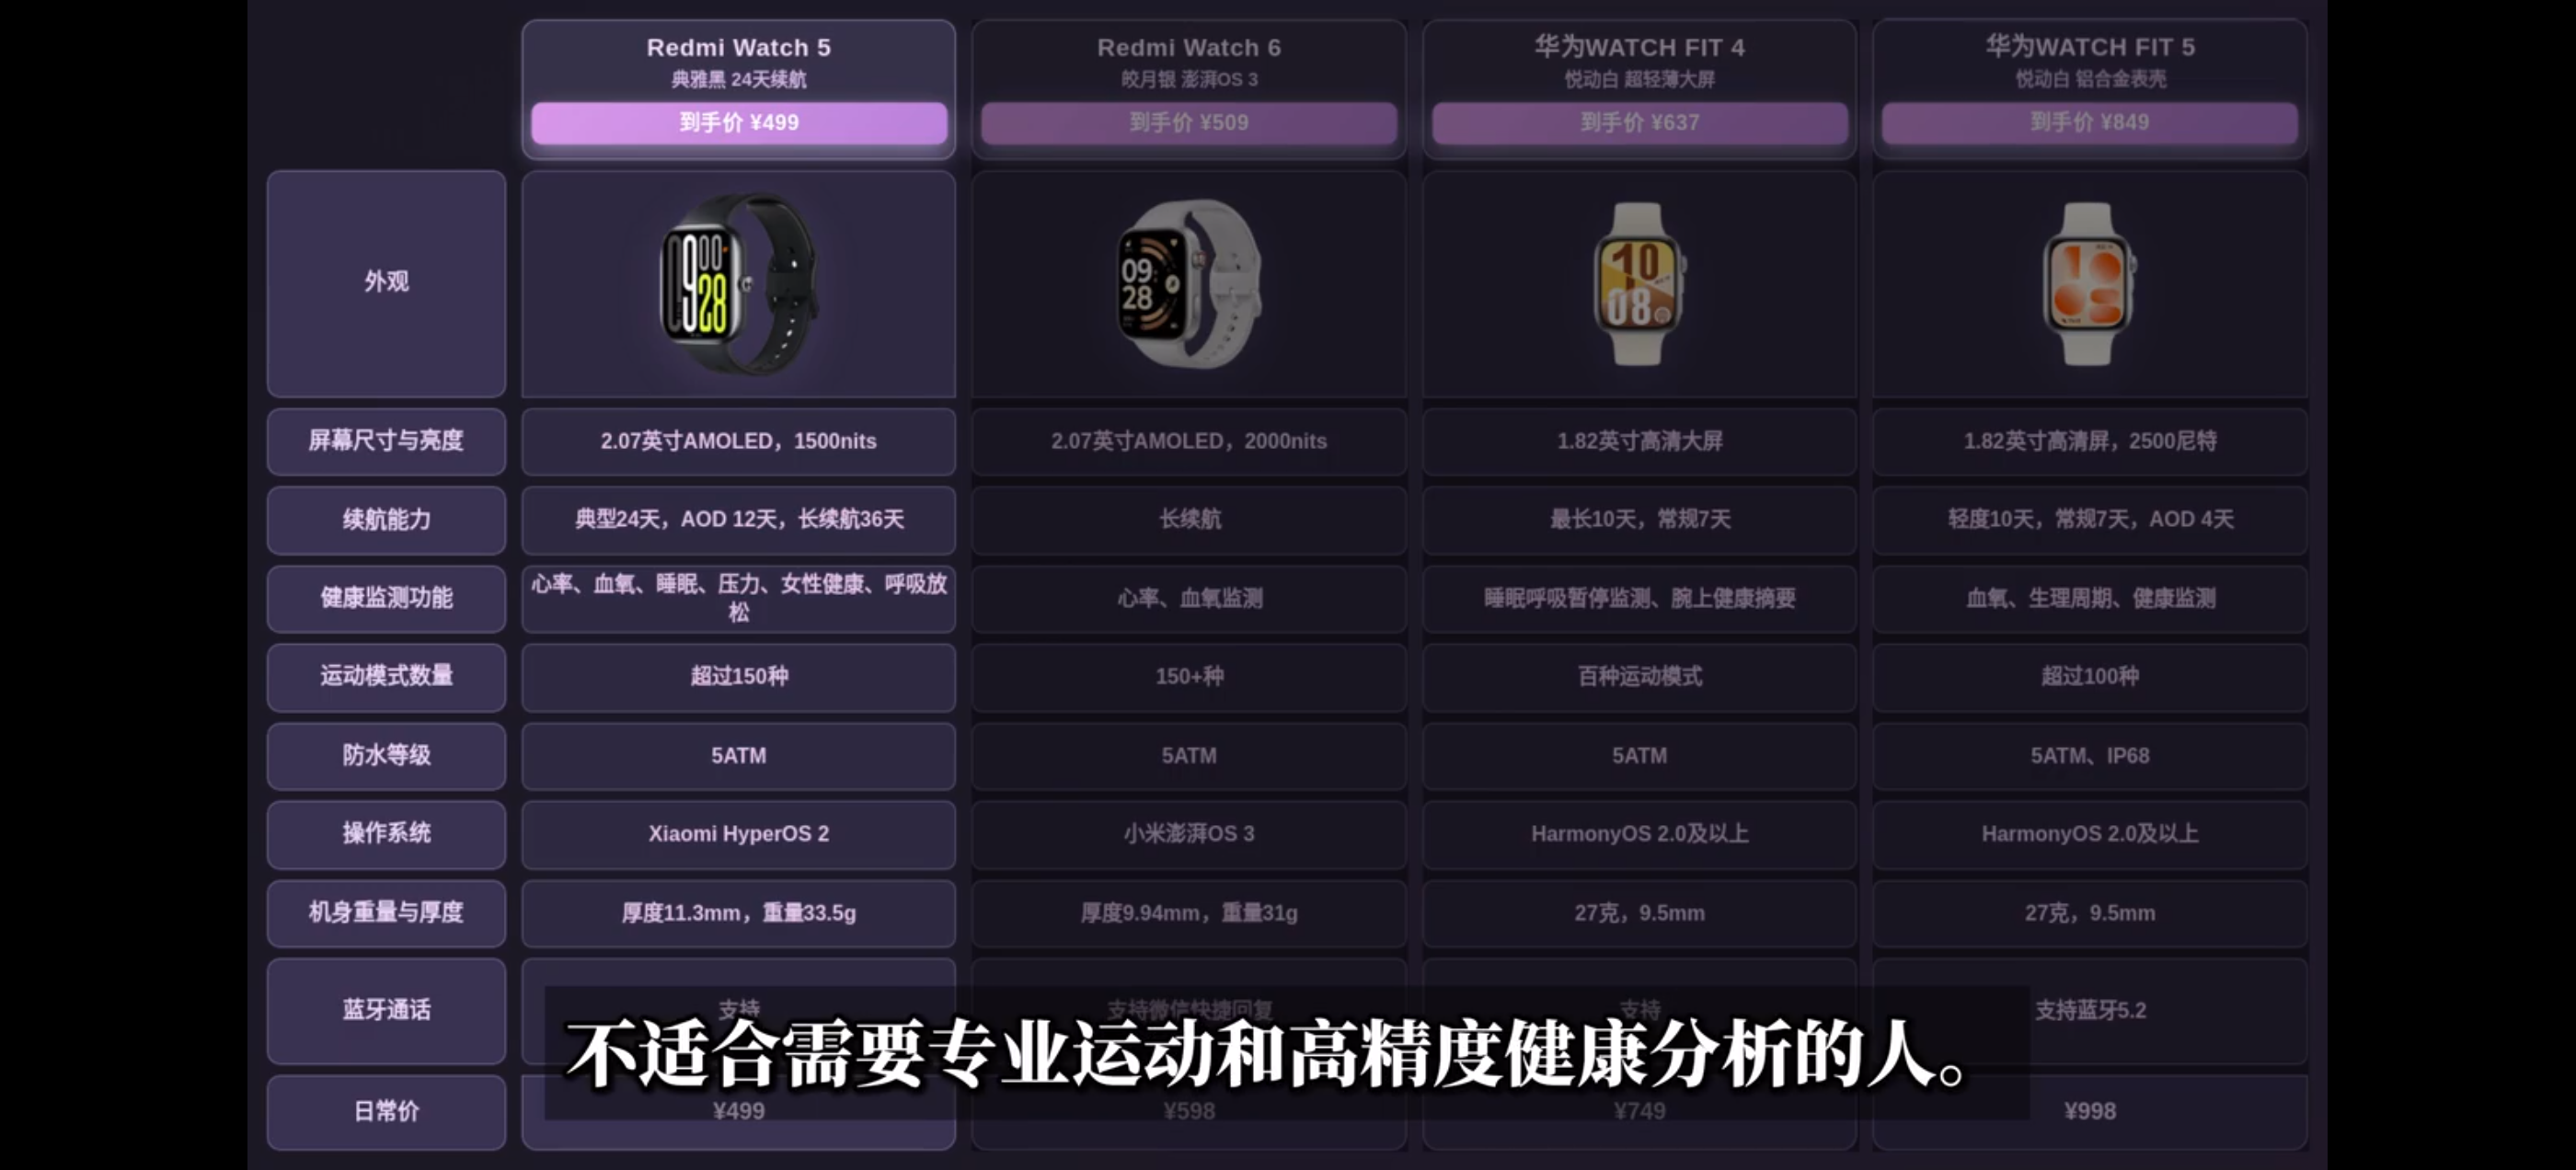 Redmi Watch 5
典雅黑 24天续航
到手价 ¥499
Redmi Watch 6
皎月银 澎湃OS 3
到手价 ¥509
华为WATCH FIT 4
悦动白 超轻薄大屏
到手价 ¥637
华为WATCH FIT 5
悦动白 铝合金表壳
到手价 ¥849
外观
09 28
10 08
屏幕尺寸与亮度
2.07英寸AMOLED，1500nits
2.07英寸AMOLED，2000nits
1.82英寸高清大屏
1.82英寸高清屏，2500尼特
续航能力
典型24天，AOD 12天，长续航36天
长续航
最长10天，常规7天
轻度10天，常规7天，AOD 4天
健康监测功能
心率、血氧、睡眠、压力、女性健康、呼吸放
松
心率、血氧监测
睡眠呼吸暂停监测、腕上健康摘要
血氧、生理周期、健康监测
运动模式数量
超过150种
150+种
百种运动模式
超过100种
防水等级
5ATM
5ATM
5ATM
5ATM、IP68
操作系统
Xiaomi HyperOS 2
小米澎湃OS 3
HarmonyOS 2.0及以上
HarmonyOS 2.0及以上
机身重量与厚度
厚度11.3mm，重量33.5g
厚度9.94mm，重量31g
27克，9.5mm
27克，9.5mm
蓝牙通话
支持
支持微信快捷回复
支持
支持蓝牙5.2
不适合需要专业运动和高精度健康分析的人。
日常价
¥499
¥598
¥749
¥998